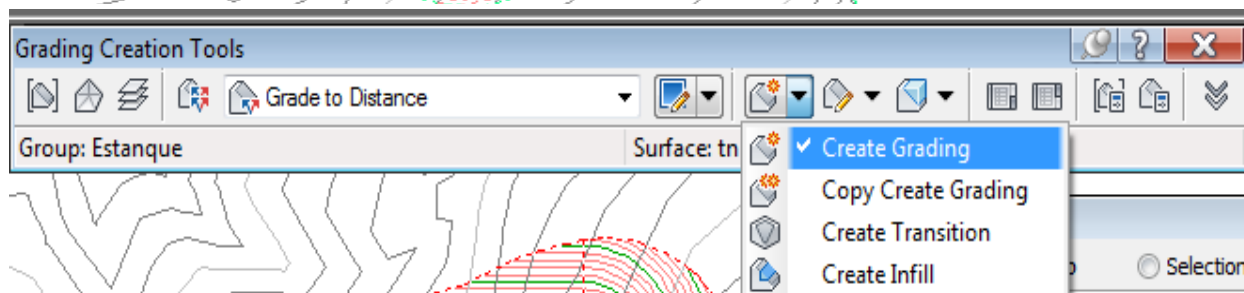 Grading Creation Tools
Grade to Distance
Group: Estanque Surface: tn
Create Grading
Copy Create Grading
Create Transition
Create Infill
Selection